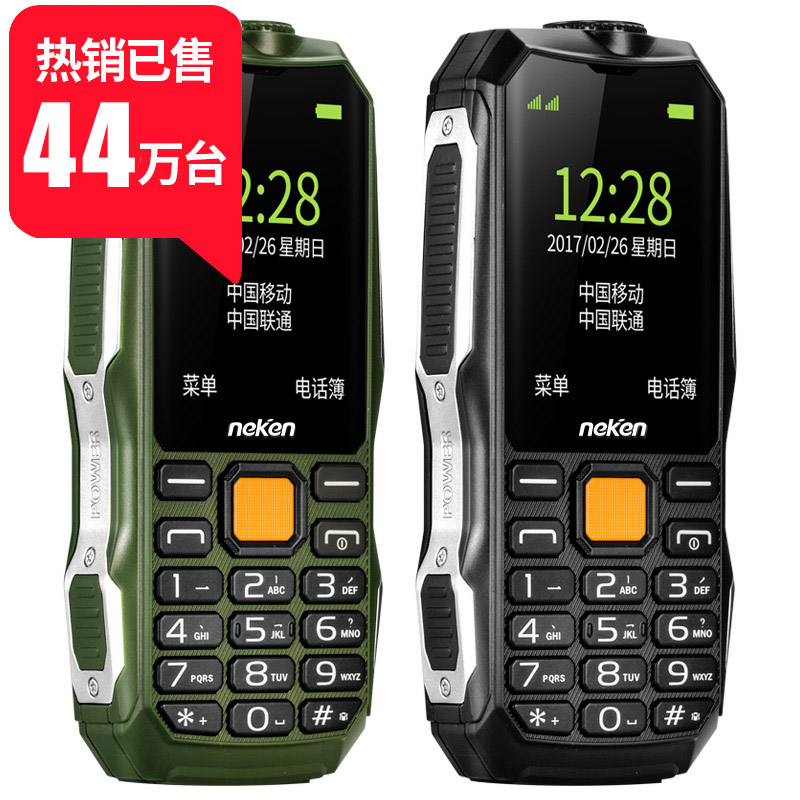 热销已售
44万台
2:28
02/26 星期日
中国移动
中国联通
菜单
电话簿
neken
POWER
1
2 ABC
3 DEF
4 GHI
5 JKL
6 MNO
7 PQRS
8 TUV
9 WXYZ
* +
0
#
12:28
2017/02/26 星期日
中国移动
中国联通
菜单
电话簿
neken
1
2 ABC
3 DEF
4 GHI
5 JKL
6 MNO
7 PQRS
8 TUV
9 WXYZ
* +
0
#